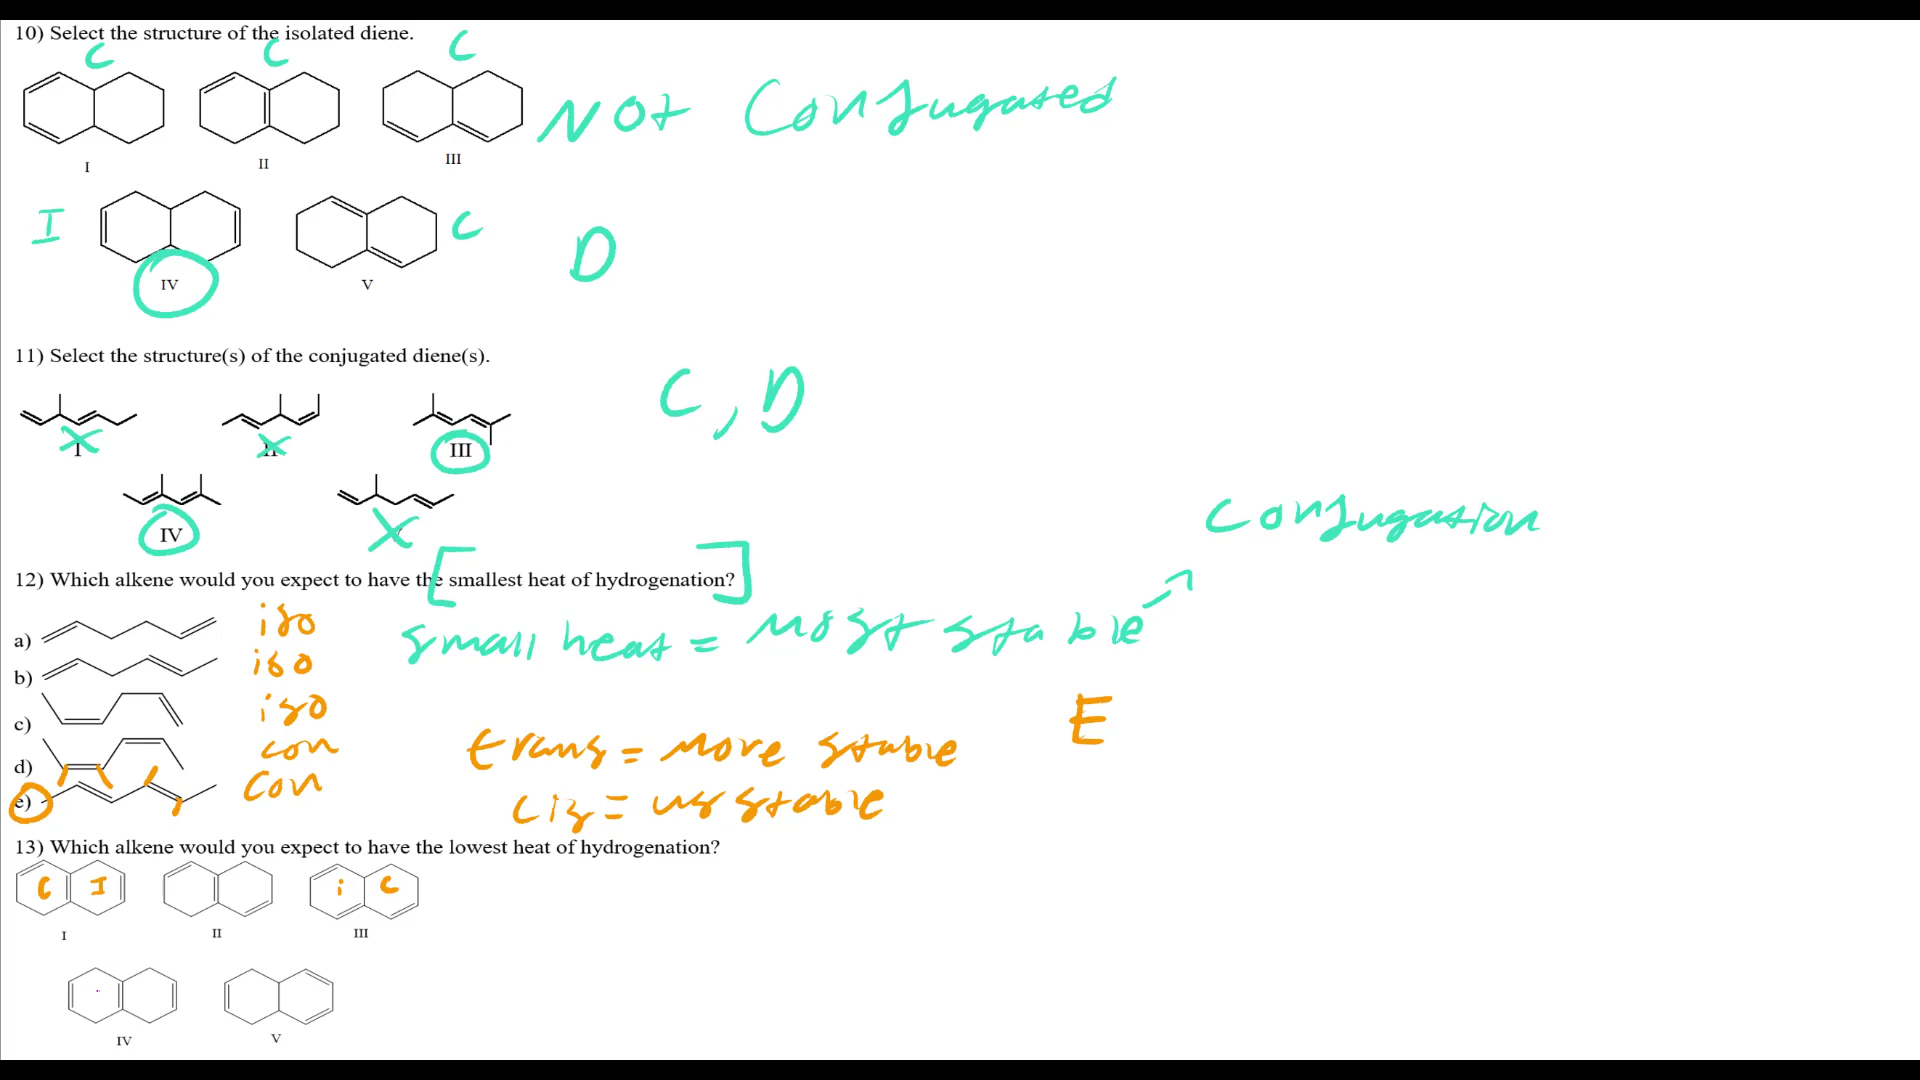 10) Select the structure of the isolated diene.
C C C
Not Conjugated
I II III
I C D
IV V
11) Select the structure(s) of the conjugated diene(s).
C, D
I II III
IV
Conjugation
12) Which alkene would you expect to have the smallest heat of hydrogenation?
small heat = most stable
a) iso
b) iso
c) iso
E
d) con
trans = more stable
e) con
13) Which alkene would you expect to have the lowest heat of hydrogenation?
C I i C
I II III
IV V